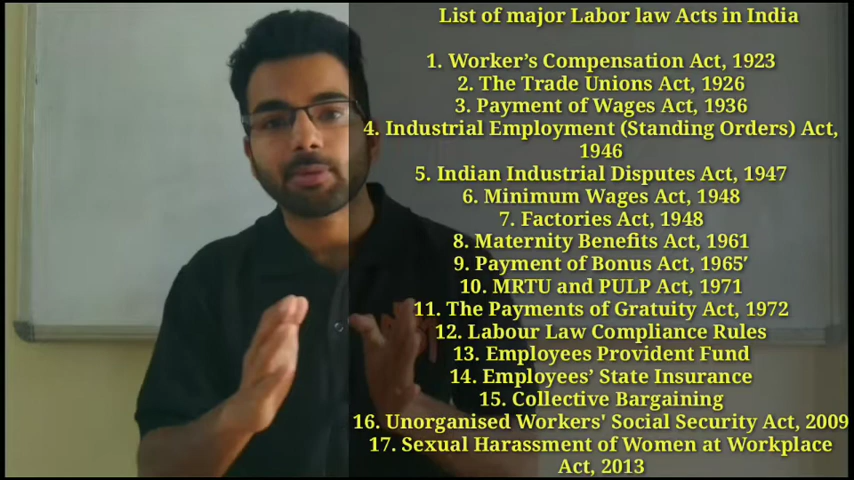 List of major Labor law Acts in India
1. Worker’s Compensation Act, 1923
2. The Trade Unions Act, 1926
3. Payment of Wages Act, 1936
4. Industrial Employment (Standing Orders) Act,
1946
5. Indian Industrial Disputes Act, 1947
6. Minimum Wages Act, 1948
7. Factories Act, 1948
8. Maternity Benefits Act, 1961
9. Payment of Bonus Act, 1965′
10. MRTU and PULP Act, 1971
11. The Payments of Gratuity Act, 1972
12. Labour Law Compliance Rules
13. Employees Provident Fund
14. Employees’ State Insurance
15. Collective Bargaining
16. Unorganised Workers' Social Security Act, 2009
17. Sexual Harassment of Women at Workplace
Act, 2013